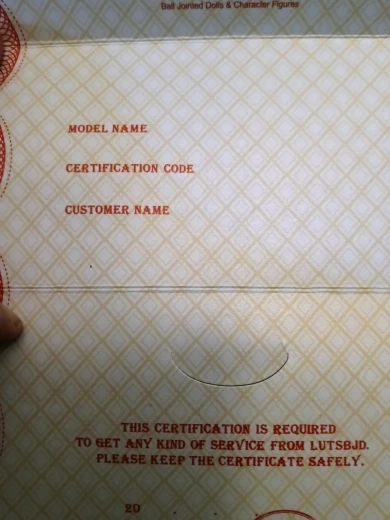 Ball Jointed Dolls & Character Figures
MODEL NAME
CERTIFICATION CODE
CUSTOMER NAME
THIS CERTIFICATION IS REQUIRED
TO GET ANY KIND OF SERVICE FROM LUTSBJD.
PLEASE KEEP THE CERTIFICATE SAFELY.
20 . .